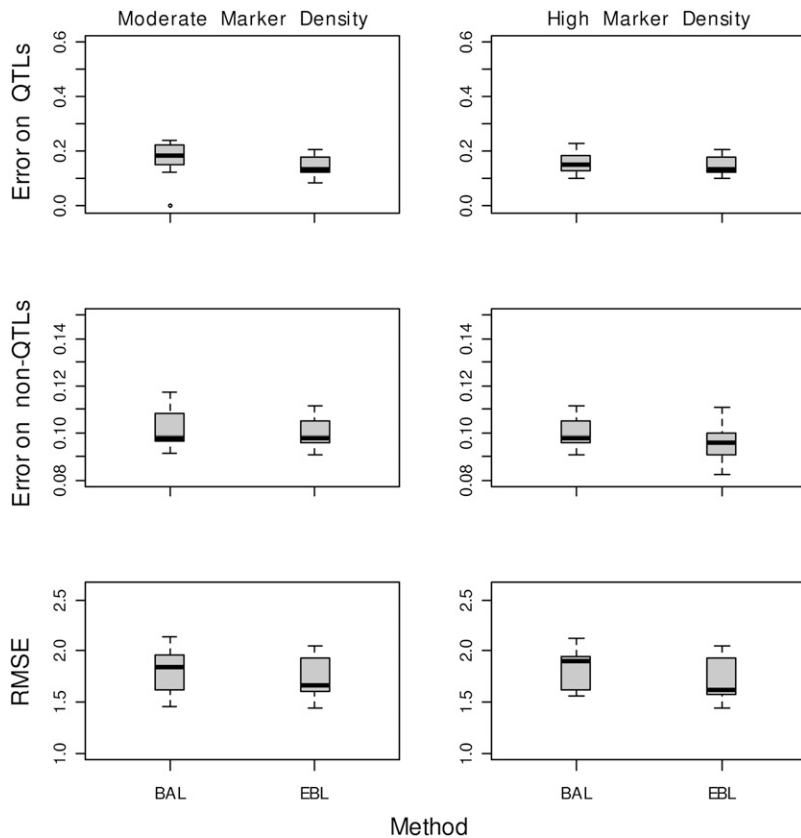 Moderate Marker Density
High Marker Density
Error on QTLs
0.6
0.4
0.2
0.0
0.6
0.4
0.2
0.0
Error on non-QTLs
0.14
0.12
0.10
0.08
0.14
0.12
0.10
0.08
RMSE
2.5
2.0
1.5
1.0
2.5
2.0
1.5
1.0
BAL
EBL
BAL
EBL
Method